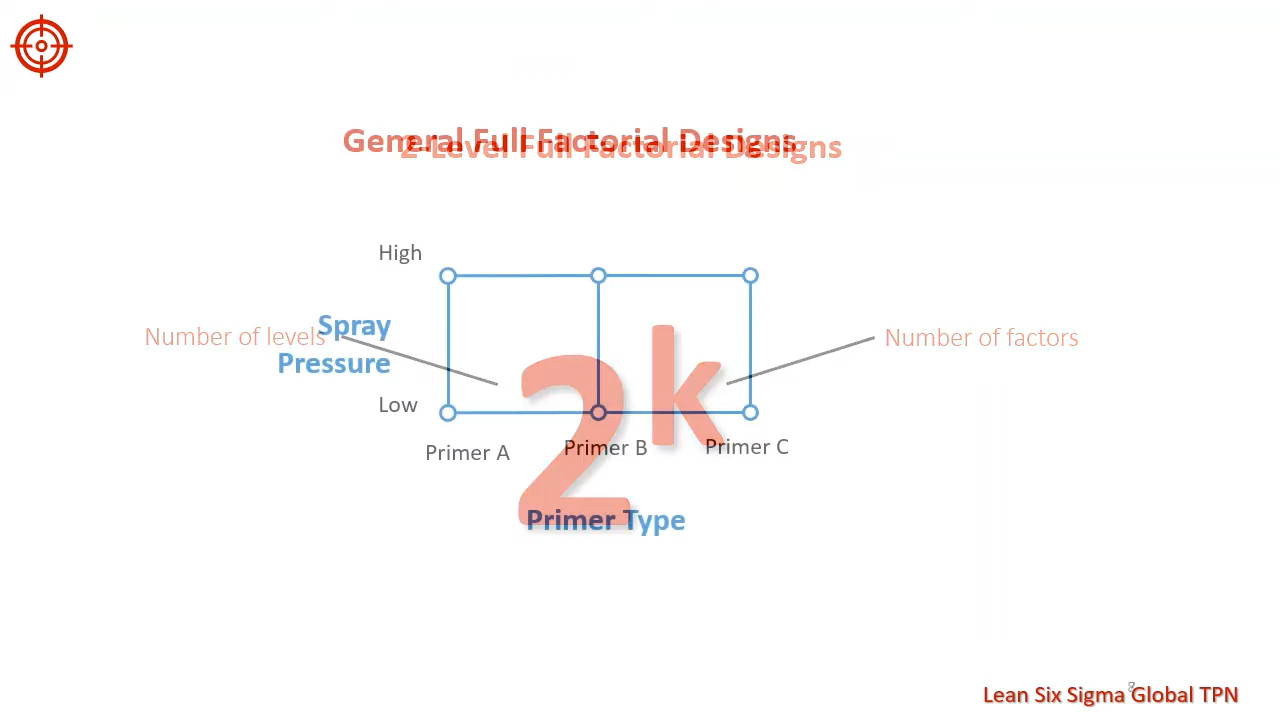 General Full Factorial Designs
2-Level Full Factorial Designs
High
Number of levels
Spray
Pressure
Number of factors
2k
Low
Primer A
Primer B
Primer C
Primer Type
Lean Six Sigma Global TPN